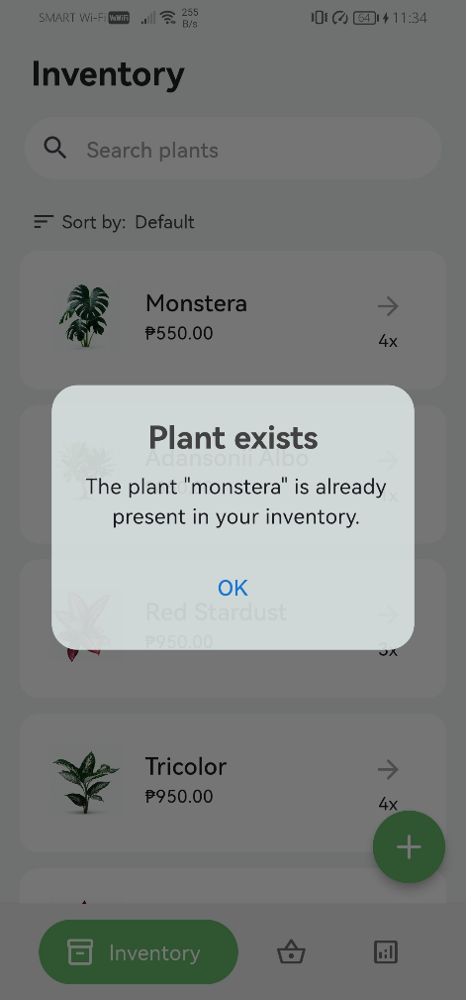 SMART Wi-Fi VoWiFi 255 B/s 64 11:34
Inventory
Search plants
Sort by: Default
Monstera
₱550.00
4x
Plant exists
Adansonii Albo
The plant "monstera" is already
present in your inventory.
OK
Red Stardust
₱950.00
3x
Tricolor
₱950.00
4x
Inventory